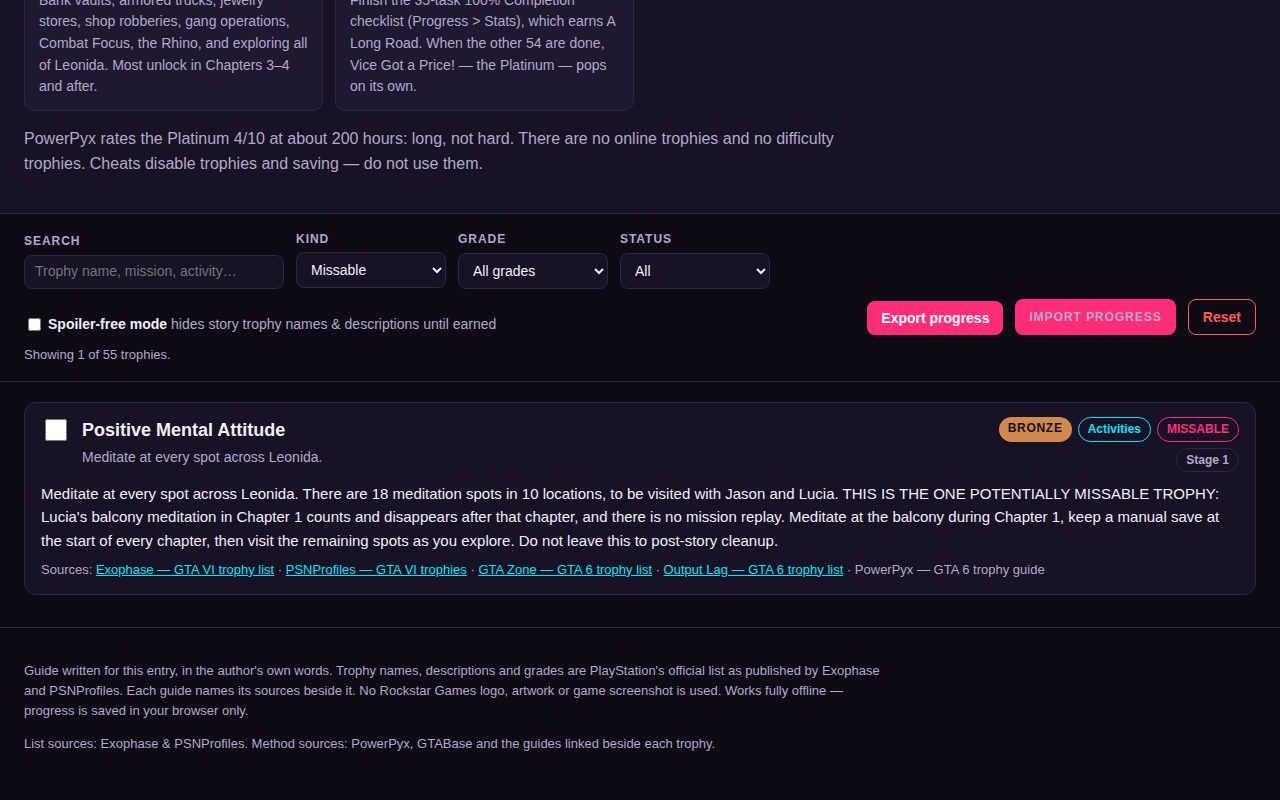 Bank vaults, armored trucks, jewelry
stores, shop robberies, gang operations,
Combat Focus, the Rhino, and exploring all
of Leonida. Most unlock in Chapters 3–4
and after.
Finish the 35-task 100% Completion
checklist (Progress > Stats), which earns A
Long Road. When the other 54 are done,
Vice Got a Price! — the Platinum — pops
on its own.
PowerPyx rates the Platinum 4/10 at about 200 hours: long, not hard. There are no online trophies and no difficulty
trophies. Cheats disable trophies and saving — do not use them.
SEARCH
Trophy name, mission, activity…
KIND
Missable
GRADE
All grades
STATUS
All
Spoiler-free mode hides story trophy names & descriptions until earned
Export progress
IMPORT PROGRESS
Reset
Showing 1 of 55 trophies.
Positive Mental Attitude
BRONZE
Activities
MISSABLE
Stage 1
Meditate at every spot across Leonida.
Meditate at every spot across Leonida. There are 18 meditation spots in 10 locations, to be visited with Jason and Lucia. THIS IS THE ONE POTENTIALLY MISSABLE TROPHY:
Lucia's balcony meditation in Chapter 1 counts and disappears after that chapter, and there is no mission replay. Meditate at the balcony during Chapter 1, keep a manual save at
the start of every chapter, then visit the remaining spots as you explore. Do not leave this to post-story cleanup.
Sources: Exophase — GTA VI trophy list · PSNProfiles — GTA VI trophies · GTA Zone — GTA 6 trophy list · Output Lag — GTA 6 trophy list · PowerPyx — GTA 6 trophy guide
Guide written for this entry, in the author's own words. Trophy names, descriptions and grades are PlayStation's official list as published by Exophase
and PSNProfiles. Each guide names its sources beside it. No Rockstar Games logo, artwork or game screenshot is used. Works fully offline —
progress is saved in your browser only.
List sources: Exophase & PSNProfiles. Method sources: PowerPyx, GTABase and the guides linked beside each trophy.